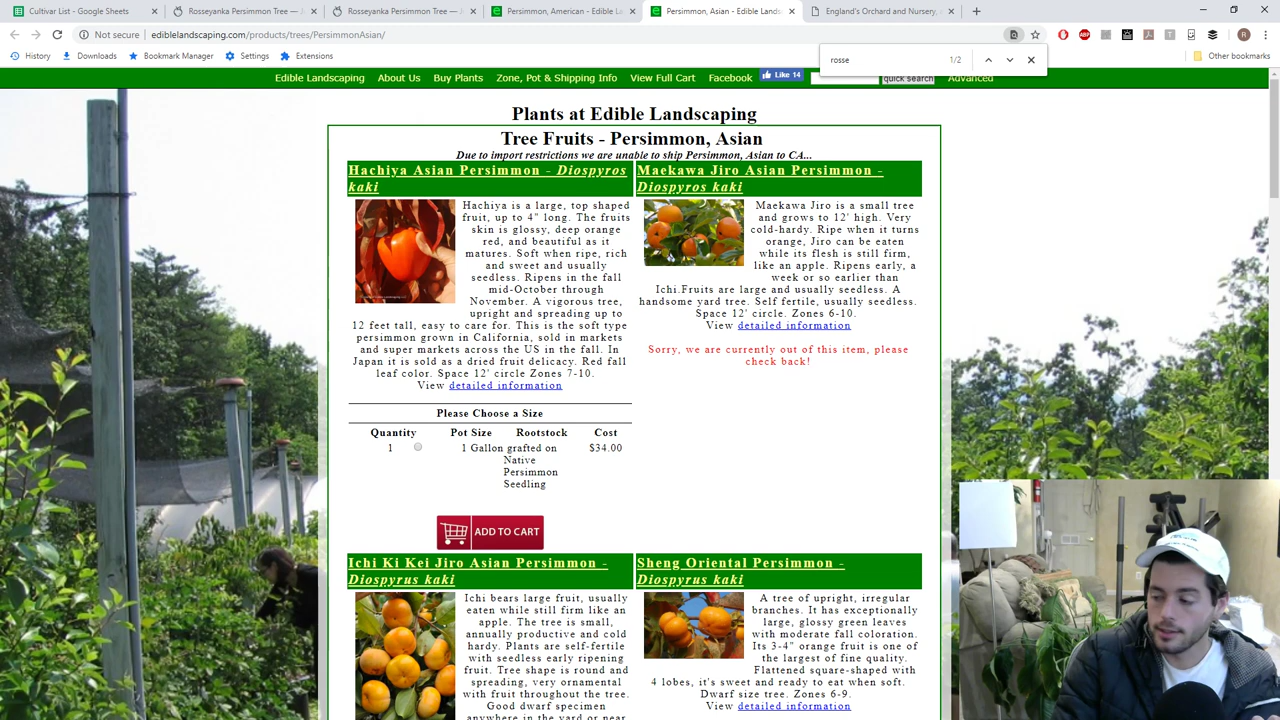 Cultivar List - Google Sheets
Rosseyanka Persimmon Tree —
Rosseyanka Persimmon Tree —
Persimmon, American - Edible
Persimmon, Asian - Edible Lands
England's Orchard and Nursery,
Not secure | ediblelandscaping.com/products/trees/PersimmonAsian/
History
Downloads
Bookmark Manager
Settings
Extensions
Other bookmarks
rosse 1/2
Edible Landscaping About Us Buy Plants Zone, Pot & Shipping Info View Full Cart Facebook Like 14 quick search Advanced
Plants at Edible Landscaping
Tree Fruits - Persimmon, Asian
Due to import restrictions we are unable to ship Persimmon, Asian to CA...
Hachiya Asian Persimmon - Diospyros
kaki
Hachiya is a large, top shaped
fruit, up to 4" long. The fruits
skin is glossy, deep orange
red, and beautiful as it
matures. Soft when ripe, rich
and sweet and usually
seedless. Ripens in the fall
mid-October through
November. A vigorous tree,
upright and spreading up to
12 feet tall, easy to care for. This is the soft type
persimmon grown in California, sold in markets
and super markets across the US in the fall. In
Japan it is sold as a dried fruit delicacy. Red fall
leaf color. Space 12' circle Zones 7-10.
View detailed information
Please Choose a Size
Quantity Pot Size Rootstock Cost
1 1 Gallon grafted on $34.00
Native
Persimmon
Seedling
ADD TO CART
Maekawa Jiro Asian Persimmon -
Diospyros kaki
Maekawa Jiro is a small tree
and grows to 12' high. Very
cold-hardy. Ripe when it turns
orange, Jiro can be eaten
while its flesh is still firm,
like an apple. Ripens early, a
week or so earlier than
Ichi.Fruits are large and usually seedless. A
handsome yard tree. Self fertile, usually seedless.
Space 12' circle. Zones 6-10.
View detailed information
Sorry, we are currently out of this item, please
check back!
Ichi Ki Kei Jiro Asian Persimmon -
Diospyrus kaki
Ichi bears large fruit, usually
eaten while still firm like an
apple. The tree is small,
annually productive and cold
hardy. Plants are self-fertile
with seedless early ripening
fruit. Tree shape is round and
spreading, very ornamental
with fruit throughout the tree.
Good dwarf specimen
anywhere in the yard or near
Sheng Oriental Persimmon -
Diospyrus kaki
A tree of upright, irregular
branches. It has exceptionally
large, glossy green leaves
with moderate fall coloration.
Its 3-4" orange fruit is one of
the largest of fine quality.
Flattened square-shaped with
4 lobes, it's sweet and ready to eat when soft.
Dwarf size tree. Zones 6-9.
View detailed information